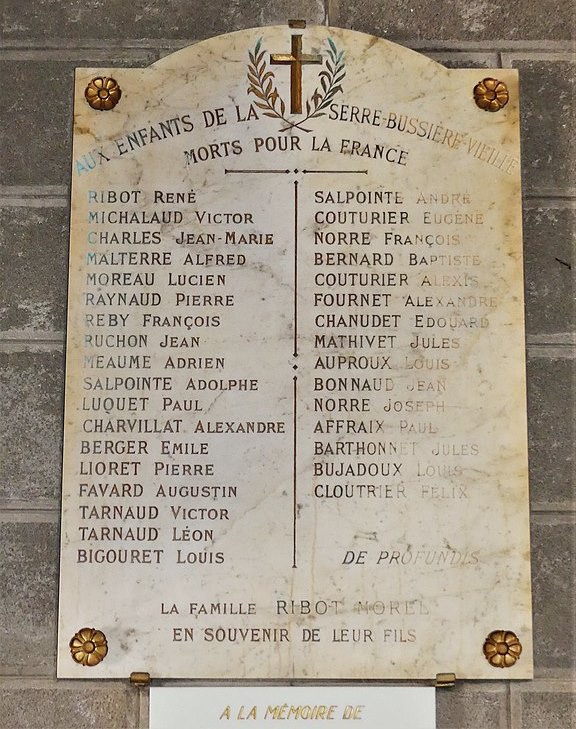 AUX ENFANTS DE LA SERRE-BUSSIÈRE-VIEILLE
MORTS POUR LA FRANCE
RIBOT RENÉ
MICHALAUD VICTOR
CHARLES JEAN-MARIE
MALTERRE ALFRED
MOREAU LUCIEN
RAYNAUD PIERRE
REBY FRANÇOIS
RUCHON JEAN
MEAUME ADRIEN
SALPOINTE ADOLPHE
LUQUET PAUL
CHARVILLAT ALEXANDRE
BERGER EMILE
LIORET PIERRE
FAVARD AUGUSTIN
TARNAUD VICTOR
TARNAUD LÉON
BIGOURET LOUIS
SALPOINTE ANDRÉ
COUTURIER EUGÈNE
NORRE FRANÇOIS
BERNARD BAPTISTE
COUTURIER ALEXIS
FOURNET ALEXANDRE
CHANUDET EDOUARD
MATHIVET JULES
AUPROUX LOUIS
BONNAUD JEAN
NORRE JOSEPH
AFFRAIX PAUL
BARTHONNET JULES
BUJADOUX LOUIS
CLOUTRIER FÉLIX
DE PROFUNDIS
LA FAMILLE RIBOT MOREL
EN SOUVENIR DE LEUR FILS
A LA MÉMOIRE DE